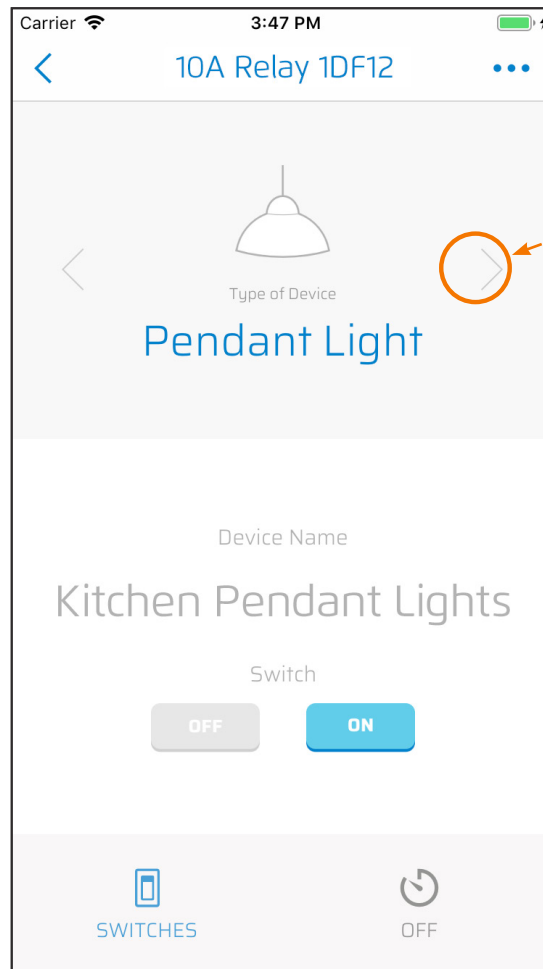 Carrier 3:47 PM
10A Relay 1DF12
Type of Device
Pendant Light
Device Name
Kitchen Pendant Lights
Switch
OFF ON
SWITCHES OFF